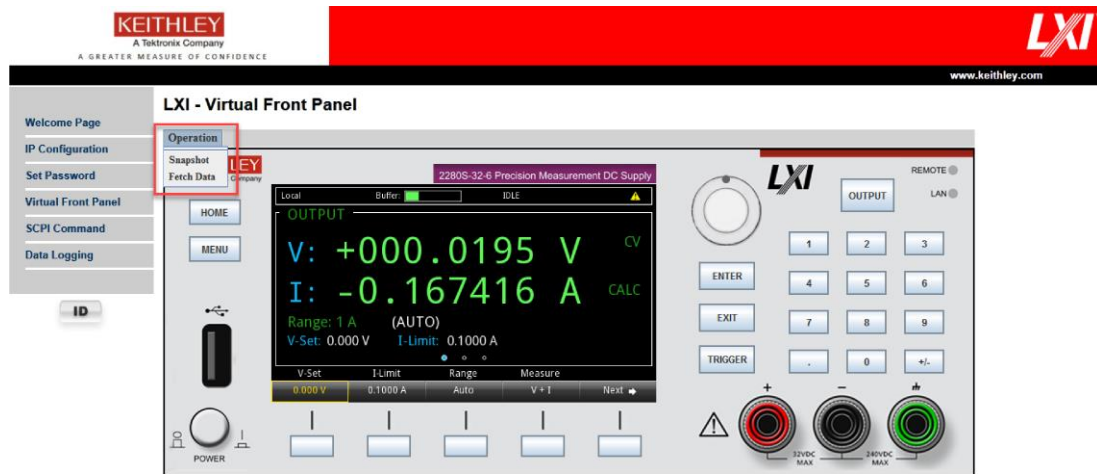 KEITHLEY
A Tektronix Company
A GREATER MEASURE OF CONFIDENCE
LXI
www.keithley.com
LXI - Virtual Front Panel
Welcome Page
IP Configuration
Set Password
Virtual Front Panel
SCPI Command
Data Logging
ID
Operation
Snapshot
Fetch Data
LEY
Company
2280S-32-6 Precision Measurement DC Supply
Local Buffer: IDLE
OUTPUT
V: +000.0195 V CV
I: -0.167416 A CALC
Range: 1 A (AUTO)
V-Set: 0.000 V I-Limit: 0.1000 A
V-Set I-Limit Range Measure
0.000 V 0.1000 A Auto V + I Next
HOME
MENU
POWER
LXI
REMOTE
LAN
OUTPUT
ENTER
EXIT
TRIGGER
1 2 3
4 5 6
7 8 9
. 0 +/-
+ -
32VDC MAX
240VDC MAX